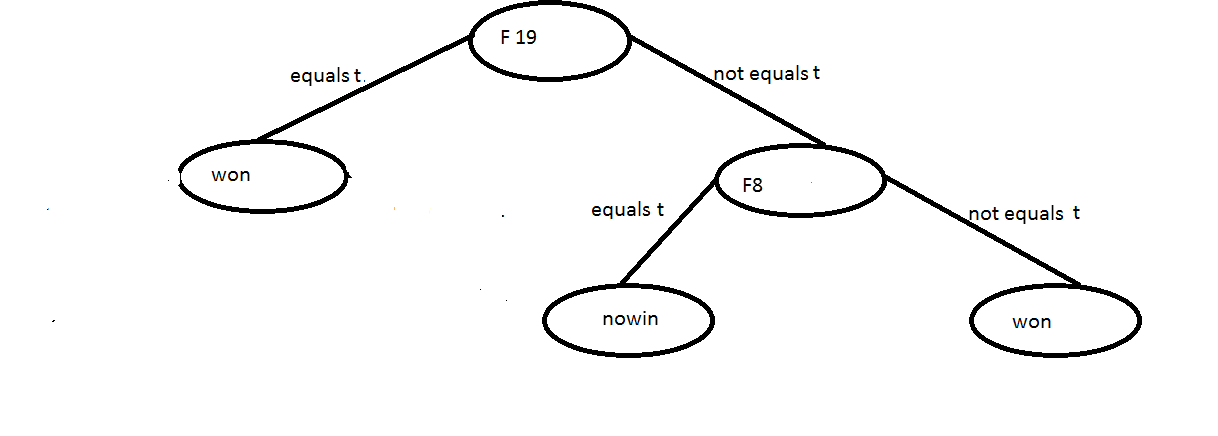 F 19
equals t
not equals t
won
F8
equals t
not equals t
nowin
won